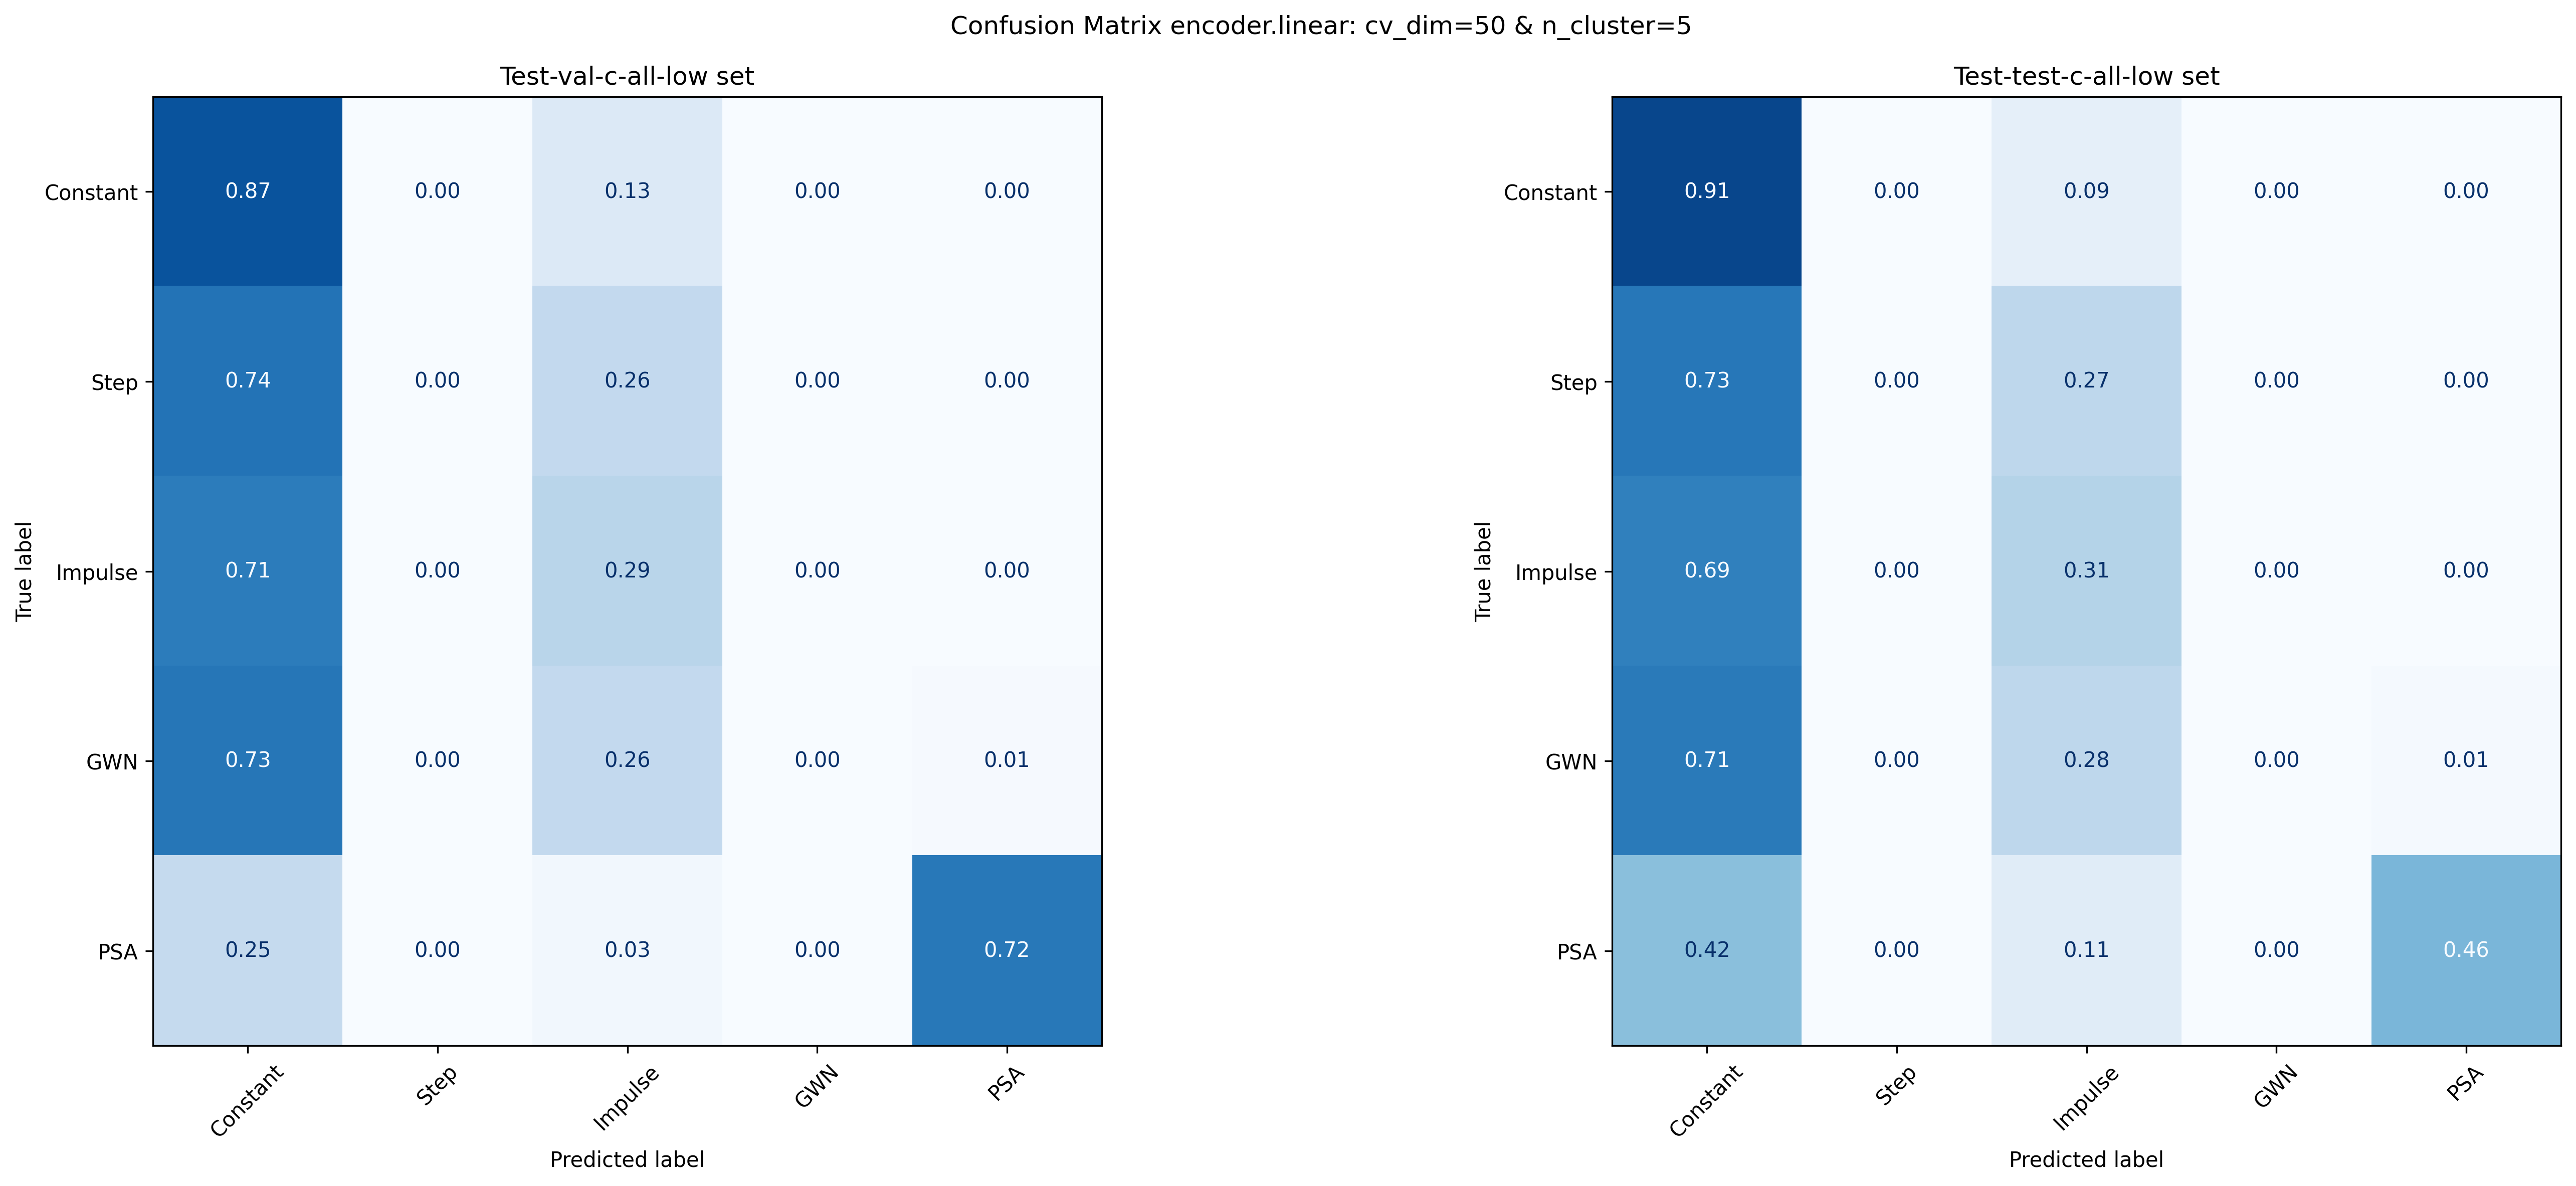 Confusion Matrix encoder.linear: cv_dim=50 & n_cluster=5
Test-val-c-all-low set
True label
Constant 0.87 0.00 0.13 0.00 0.00
Step 0.74 0.00 0.26 0.00 0.00
Impulse 0.71 0.00 0.29 0.00 0.00
GWN 0.73 0.00 0.26 0.00 0.01
PSA 0.25 0.00 0.03 0.00 0.72
Constant Step Impulse GWN PSA
Predicted label
Test-test-c-all-low set
True label
Constant 0.91 0.00 0.09 0.00 0.00
Step 0.73 0.00 0.27 0.00 0.00
Impulse 0.69 0.00 0.31 0.00 0.00
GWN 0.71 0.00 0.28 0.00 0.01
PSA 0.42 0.00 0.11 0.00 0.46
Constant Step Impulse GWN PSA
Predicted label